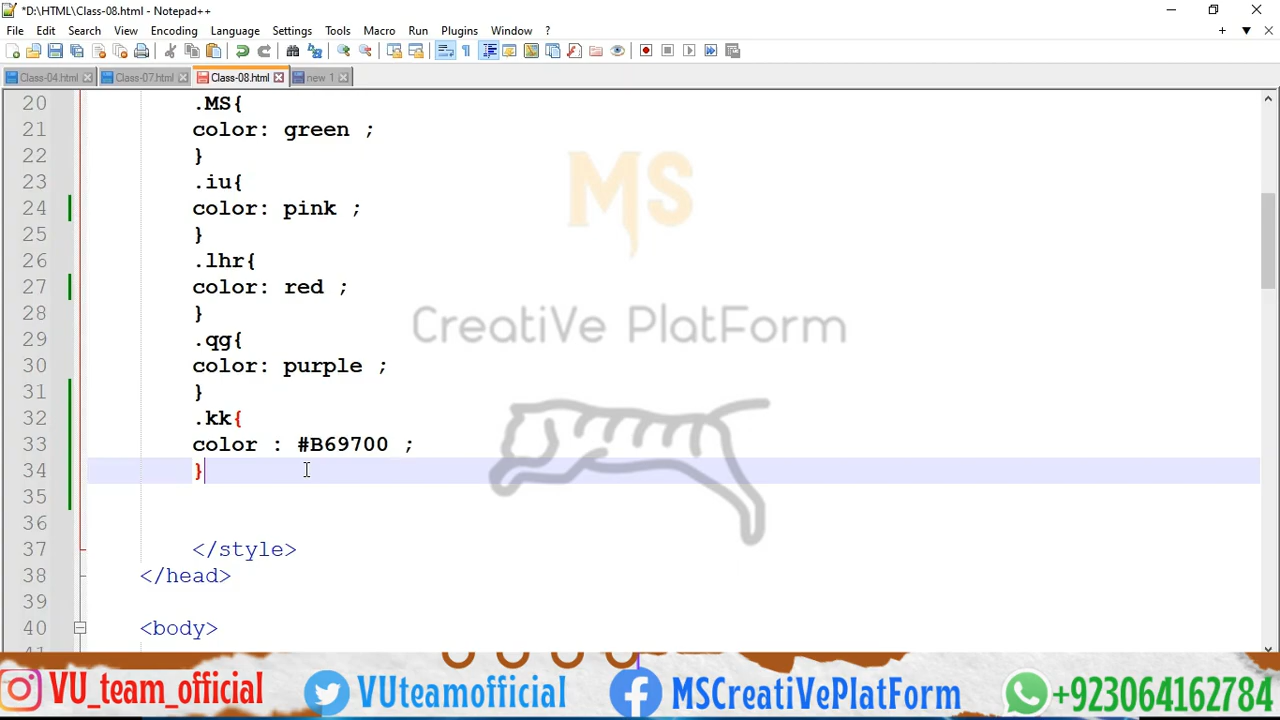 *D:\HTML\Class-08.html - Notepad++
File Edit Search View Encoding Language Settings Tools Macro Run Plugins Window ?
Class-04.html Class-07.html Class-08.html new 1
20 .MS{
21 color: green ;
22 }
23 .iu{
24 color: pink ;
25 }
26 .lhr{
27 color: red ;
28 }
29 .qg{
30 color: purple ;
31 }
32 .kk{
33 color : #B69700 ;
34 }
35
36
37 </style>
38 </head>
39
40 <body>
MS
CreatiVe PlatForm
VU_team_official VUteamofficial MSCreatiVePlatForm +923064162784